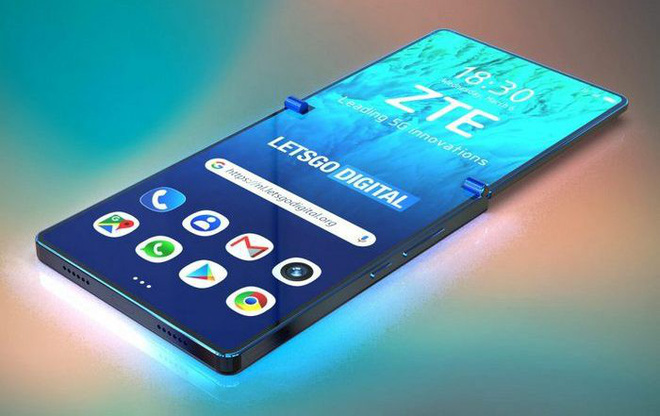 18:30
ZTE
Leading 5G innovations
LETSGO DIGITAL
G https://nl.letsgodigital.org